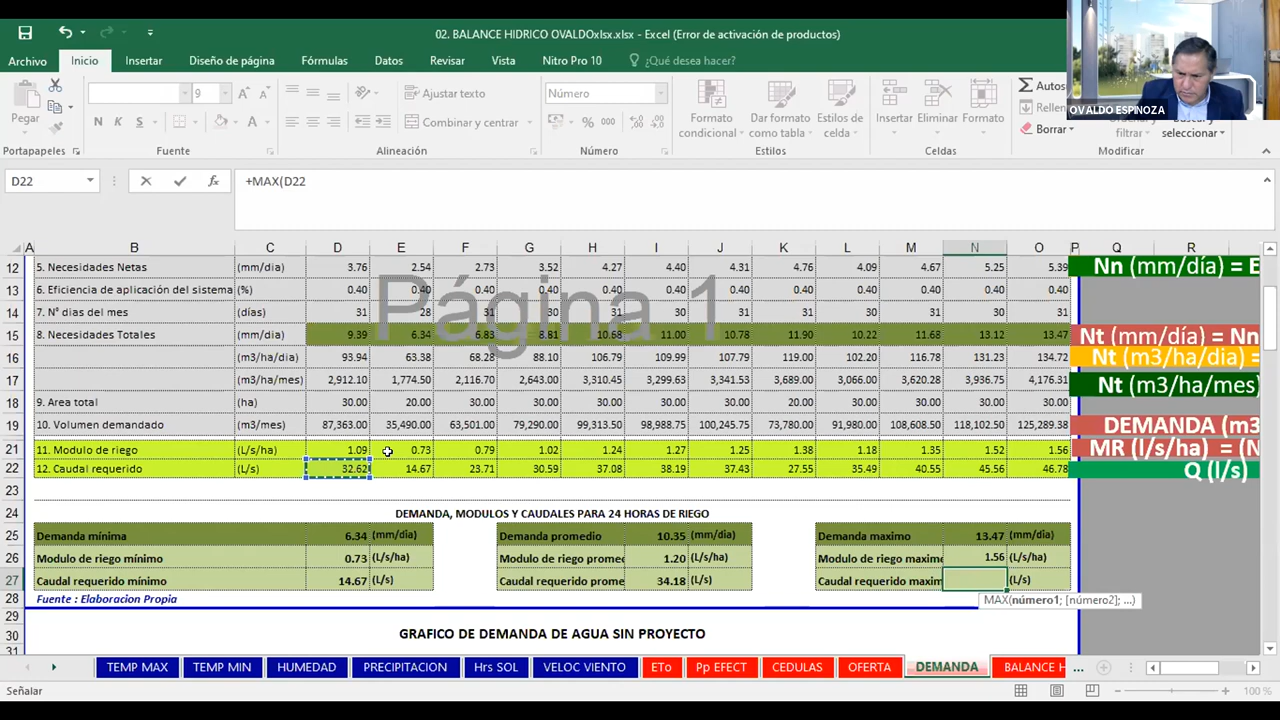 02. BALANCE HIDRICO OVALDOxlsx.xlsx - Excel (Error de activación de productos)
Archivo Inicio Insertar Diseño de página Fórmulas Datos Revisar Vista Nitro Pro 10 ¿Qué desea hacer?
OVALDO ESPINOZA
Pegar
9
Ajustar texto
Combinar y centrar
Número
Formato condicional
Dar formato como tabla
Estilos de celda
Insertar Eliminar Formato
Borrar
filtrar
seleccionar
Portapapeles Fuente Alineación Número Estilos Celdas Modificar
D22 +MAX(D22
A B C D E F G H I J K L M N O P Q R
12 5. Necesidades Netas (mm/dia) 3.76 2.54 2.73 3.52 4.27 4.40 4.31 4.76 4.09 4.67 5.25 5.39 Nn (mm/día) = E
13 6. Eficiencia de aplicación del sistema (%) 0.40 0.40 0.40 0.40 0.40 0.40 0.40 0.40 0.40 0.40 0.40 0.40
Página 1
14 7. N° dias del mes (días) 31 28 31 30 31 30 31 31 30 31 30 31
15 8. Necesidades Totales (mm/dia) 9.39 6.34 6.83 8.81 10.68 11.00 10.78 11.90 10.22 11.68 13.12 13.47 Nt (mm/día) = Nn
16 (m3/ha/dia) 93.94 63.38 68.28 88.10 106.79 109.99 107.79 119.00 102.20 116.78 131.23 134.72 Nt (m3/ha/dia) =
17 (m3/ha/mes) 2,912.10 1,774.50 2,116.70 2,643.00 3,310.45 3,299.63 3,341.53 3,689.00 3,066.00 3,620.28 3,936.75 4,176.31 Nt (m3/ha/mes)
18 9. Area total (ha) 30.00 20.00 30.00 30.00 30.00 30.00 30.00 20.00 30.00 30.00 30.00 30.00
19 10. Volumen demandado (m3/mes) 87,363.00 35,490.00 63,501.00 79,290.00 99,313.50 98,988.75 100,245.75 73,780.00 91,980.00 108,608.50 118,102.50 125,289.38 DEMANDA (m3
21 11. Modulo de riego (L/s/ha) 1.09 0.73 0.79 1.02 1.24 1.27 1.25 1.38 1.18 1.35 1.52 1.56 MR (l/s/ha) = (N
22 12. Caudal requerido (L/s) 32.62 14.67 23.71 30.59 37.08 38.19 37.43 27.55 35.49 40.55 45.56 46.78 Q (l/s)
23
24 DEMANDA, MODULOS Y CAUDALES PARA 24 HORAS DE RIEGO
25 Demanda mínima 6.34 (mm/dia) Demanda promedio 10.35 (mm/dia) Demanda maximo 13.47 (mm/dia)
26 Modulo de riego mínimo 0.73 (L/s/ha) Modulo de riego prome 1.20 (L/s/ha) Modulo de riego maxim 1.56 (L/s/ha)
27 Caudal requerido mínimo 14.67 (L/s) Caudal requerido prome 34.18 (L/s) Caudal requerido maxim (L/s)
28 Fuente : Elaboracion Propia MAX(número1; [número2]; ...)
29
30 GRAFICO DE DEMANDA DE AGUA SIN PROYECTO
31
TEMP MAX TEMP MIN HUMEDAD PRECIPITACION Hrs SOL VELOC VIENTO ETo Pp EFECT CEDULAS OFERTA DEMANDA BALANCE H ...
Señalar 100 %